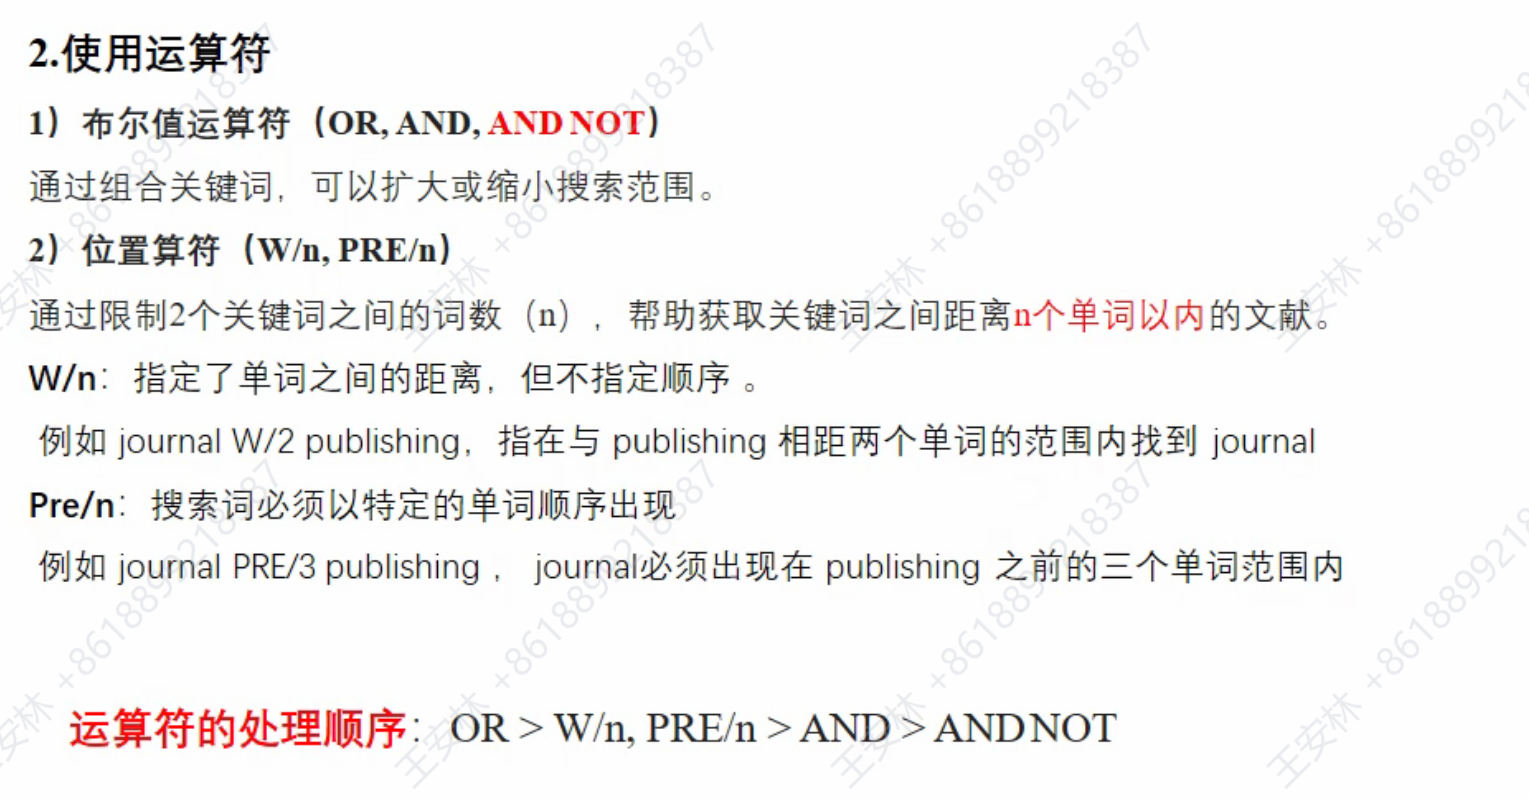 2.使用运算符
1）布尔值运算符（OR, AND, AND NOT）
通过组合关键词，可以扩大或缩小搜索范围。
2）位置算符（W/n, PRE/n）
通过限制2个关键词之间的词数（n），帮助获取关键词之间距离n个单词以内的文献。
W/n：指定了单词之间的距离，但不指定顺序 。
例如 journal W/2 publishing，指在与 publishing 相距两个单词的范围内找到 journal
Pre/n：搜索词必须以特定的单词顺序出现
例如 journal PRE/3 publishing ， journal必须出现在 publishing 之前的三个单词范围内
运算符的处理顺序：OR > W/n, PRE/n > AND > AND NOT
王安林 +8618899218387